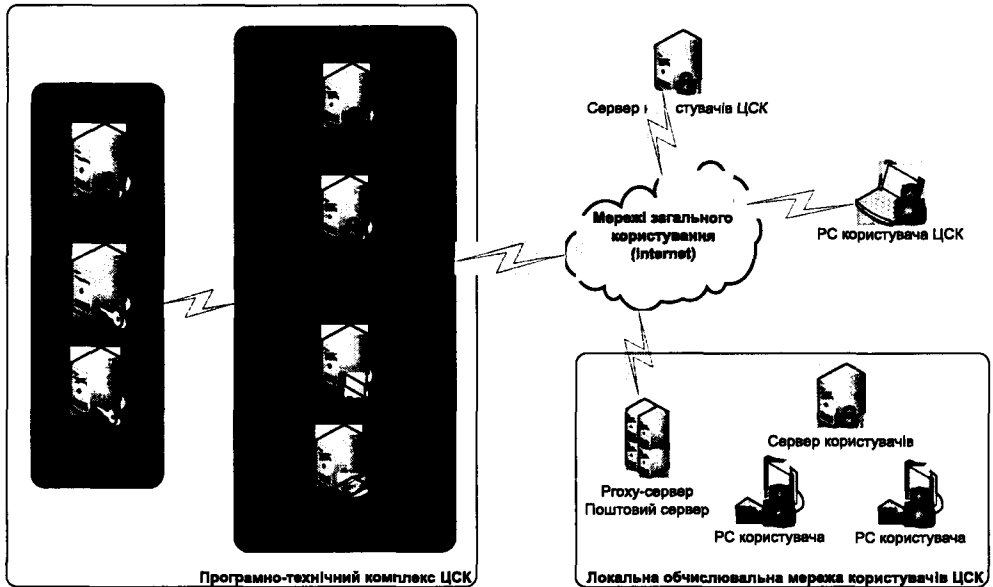 Сервер к стувачів ЦСК
Мережі загального
користування
(Internet)
РС користувача ЦСК
Сервер користувачів
Proxy-сервер
Поштовий сервер
РС користувача
РС користувача
Програмно-технічний комплекс ЦСК
Локальна обчислювальна мережа користувачів ЦСК